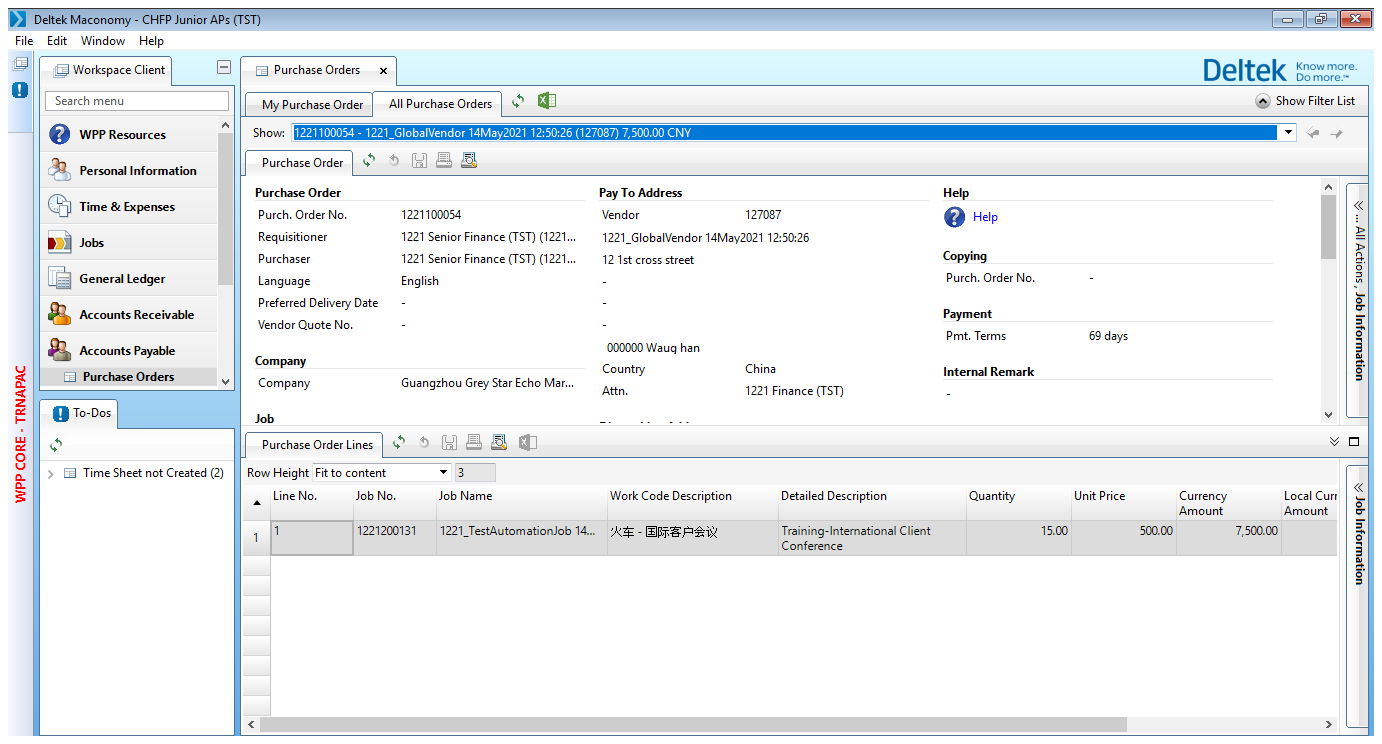 Deltek Maconomy - CHFP Junior APs (TST)
File Edit Window Help
Workspace Client
Search menu
WPP Resources
Personal Information
Time & Expenses
Jobs
General Ledger
Accounts Receivable
Accounts Payable
Purchase Orders
WPP CORE - TRNAPAC
To-Dos
Time Sheet not Created (2)
Purchase Orders
Deltek Know more. Do more.™
My Purchase Order All Purchase Orders
Show Filter List
Show: 1221100054 - 1221_GlobalVendor 14May2021 12:50:26 (127087) 7,500.00 CNY
Purchase Order
Purchase Order
Purch. Order No. 1221100054
Requisitioner 1221 Senior Finance (TST) (1221...
Purchaser 1221 Senior Finance (TST) (1221...
Language English
Preferred Delivery Date -
Vendor Quote No. -
Company
Company Guangzhou Grey Star Echo Mar...
Job
Pay To Address
Vendor 127087
1221_GlobalVendor 14May2021 12:50:26
12 1st cross street
-
-
-
000000 Wauq han
Country China
Attn. 1221 Finance (TST)
Help
Help
Copying
Purch. Order No. -
Payment
Pmt. Terms 69 days
Internal Remark
-
... All Actions , Job Information
Purchase Order Lines
Row Height Fit to content 3
Line No. Job No. Job Name Work Code Description Detailed Description Quantity Unit Price Currency Amount Local Curr Amount
1 1 1221200131 1221_TestAutomationJob 14... 火车 - 国际客户会议 Training-International Client Conference 15.00 500.00 7,500.00
Job Information